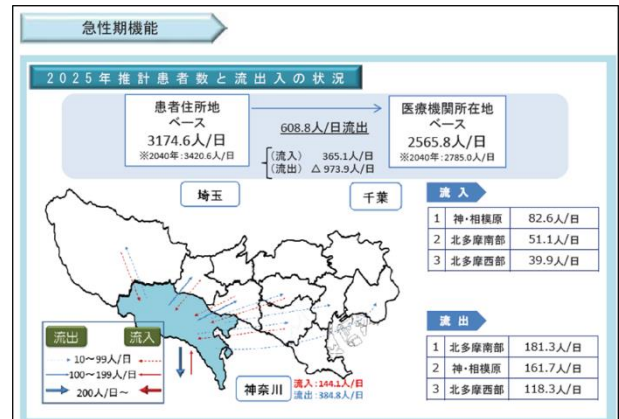 急性期機能
2025年推計患者数と流出入の状況
患者住所地
ベース
3174.6人/日
※2040年：3420.6人/日
608.8人/日流出
（流入） 365.1人/日
（流出） △973.9人/日
医療機関所在地
ベース
2565.8人/日
※2040年：2785.0人/日
埼玉
千葉
流入
1 神・相模原 82.6人/日
2 北多摩南部 51.1人/日
3 北多摩西部 39.9人/日
流出
1 北多摩南部 181.3人/日
2 神・相模原 161.7人/日
3 北多摩西部 118.3人/日
流出 流入
10～99人/日
100～199人/日
200人/日～
神奈川
流入：144.1人/日
流出：384.8人/日